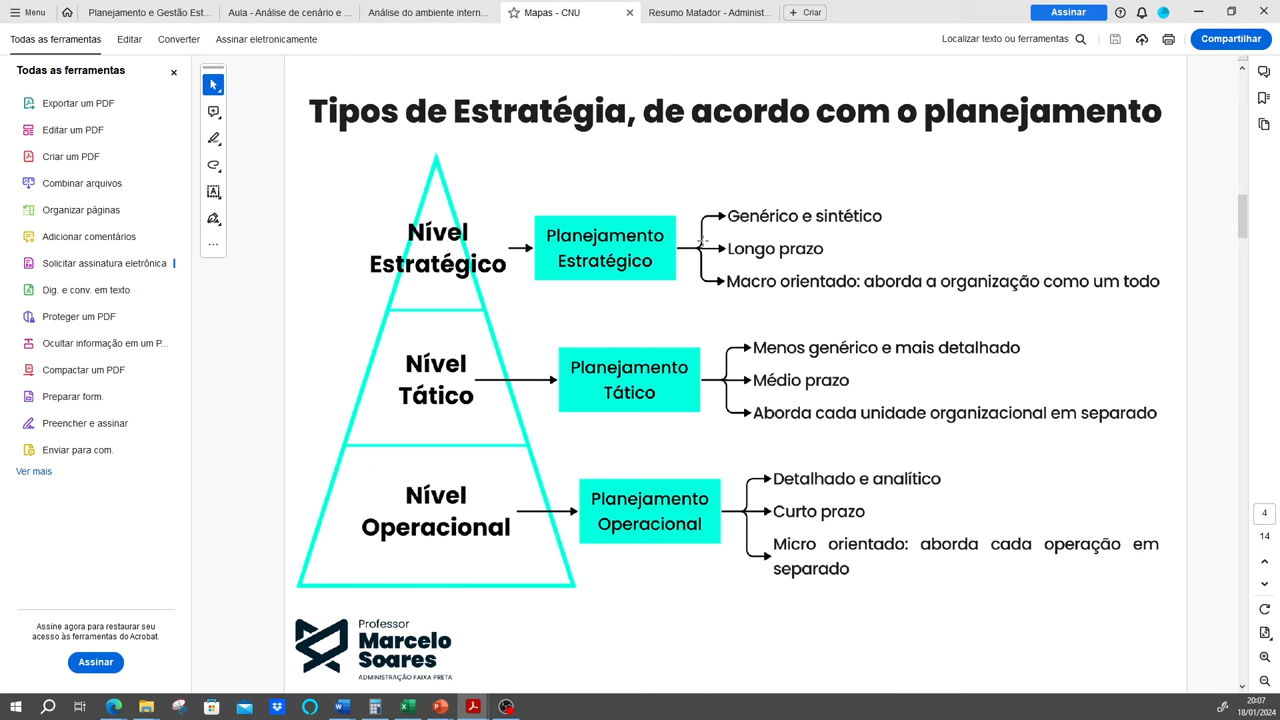 Menu
Planejamento e Gestão Est...
Aula - Análise de cenário e ...
Análise do ambiente intern...
Mapas - CNU
Resumo Matador - Administ...
Criar
Assinar
Todas as ferramentas
Editar
Converter
Assinar eletronicamente
Localizar texto ou ferramentas
Compartilhar
Todas as ferramentas
Exportar um PDF
Editar um PDF
Criar um PDF
Combinar arquivos
Organizar páginas
Adicionar comentários
Solicitar assinatura eletrônica
Dig. e conv. em texto
Proteger um PDF
Ocultar informação em um P...
Compactar um PDF
Preparar form.
Preencher e assinar
Enviar para com.
Ver mais
Assine agora para restaurar seu
acesso às ferramentas do Acrobat.
Assinar
Tipos de Estratégia, de acordo com o planejamento
Nível
Estratégico
Planejamento
Estratégico
Genérico e sintético
Longo prazo
Macro orientado: aborda a organização como um todo
Nível
Tático
Planejamento
Tático
Menos genérico e mais detalhado
Médio prazo
Aborda cada unidade organizacional em separado
Nível
Operacional
Planejamento
Operacional
Detalhado e analítico
Curto prazo
Micro orientado: aborda cada operação em
separado
Professor
Marcelo
Soares
ADMINISTRAÇÃO FAIXA PRETA
4
14
20:07
18/01/2024